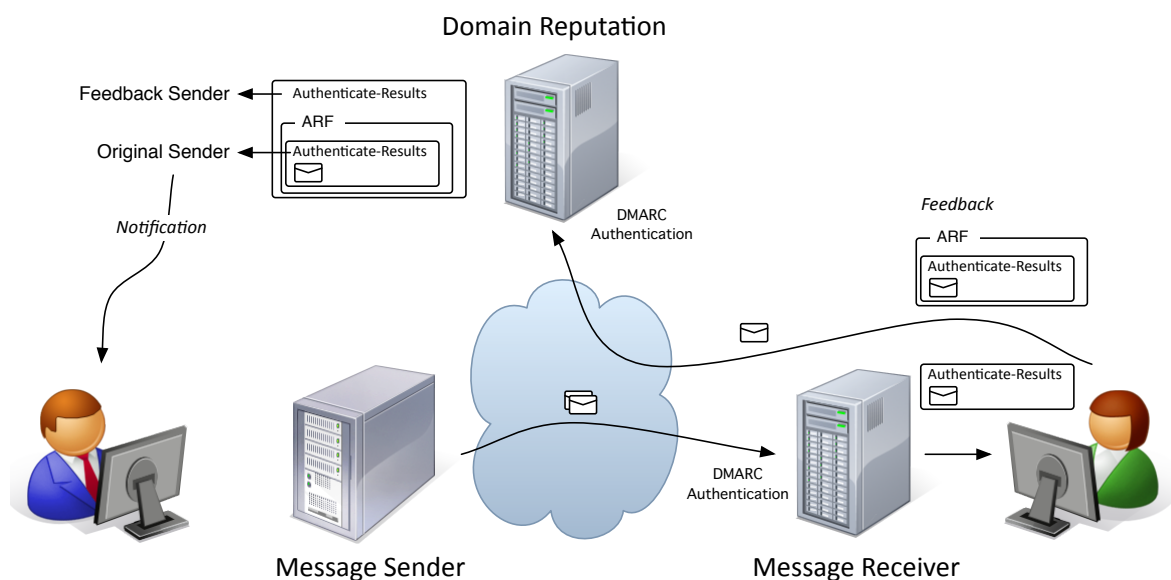 Domain Reputation
Feedback Sender
Authenticate-Results
ARF
Original Sender
Authenticate-Results
Notification
DMARC
Authentication
Feedback
ARF
Authenticate-Results
Authenticate-Results
DMARC
Authentication
Message Sender
Message Receiver